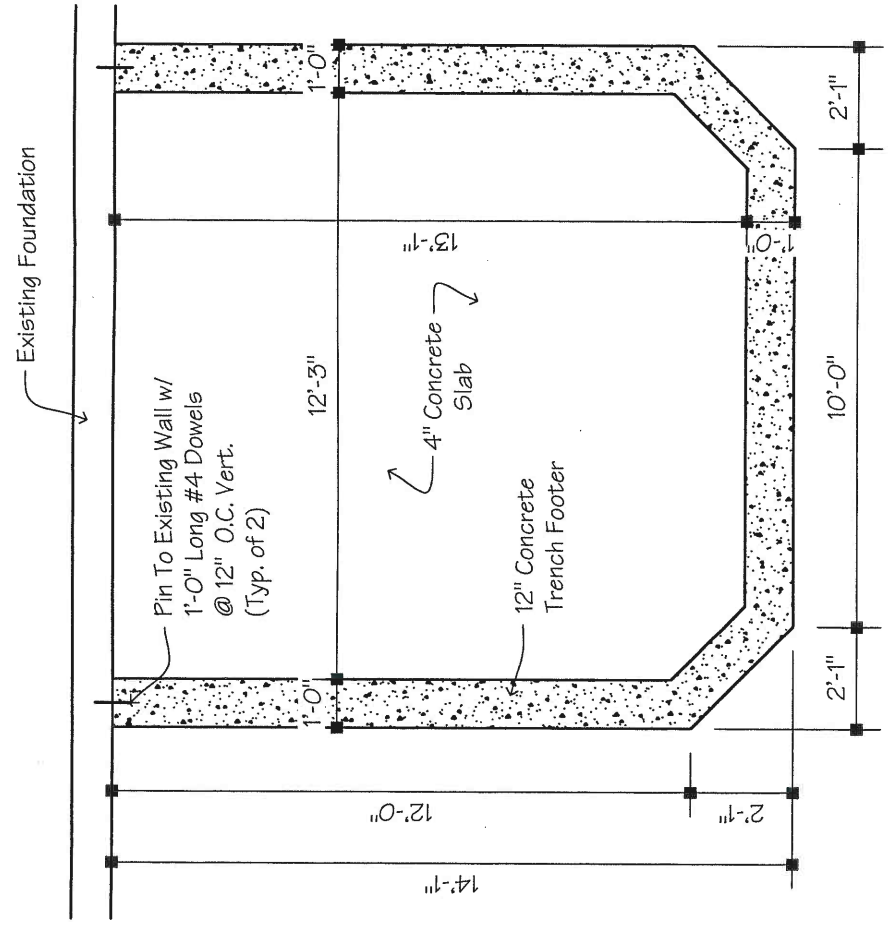 Existing Foundation
Pin To Existing Wall w/
1'-0" Long #4 Dowels
@ 12" O.C. Vert.
(Typ. of 2)
1'-0"
12'-3"
1'-0"
13'-1"
1'-0"
4" Concrete
Slab
12" Concrete
Trench Footer
2'-1"
10'-0"
2'-1"
12'-0"
2'-1"
14'-1"